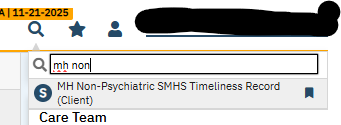 A | 11-21-2025
mh non
S MH Non-Psychiatric SMHS Timeliness Record
(Client)
Care Team